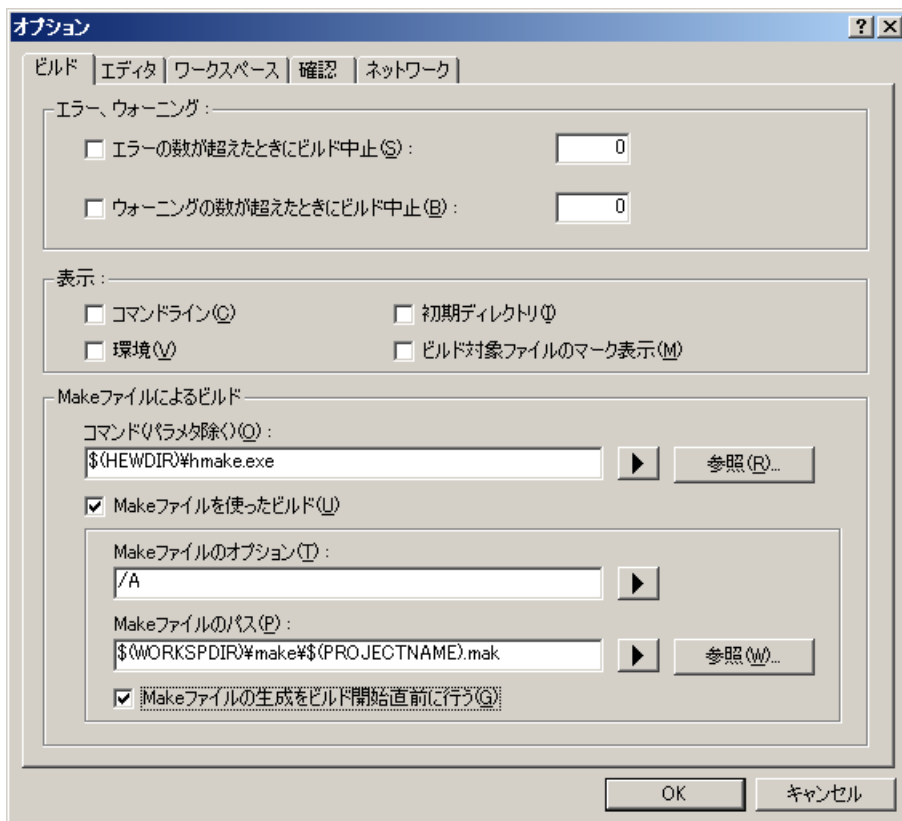 オプション
ビルド エディタ ワークスペース 確認 ネットワーク
エラー、ウォーニング:
エラーの数が超えたときにビルド中止(S): 0
ウォーニングの数が超えたときにビルド中止(B): 0
表示:
コマンドライン(C) 初期ディレクトリ(I)
環境(V) ビルド対象ファイルのマーク表示(M)
Makeファイルによるビルド
コマンド(パラメタ除く)(O):
$(HEWDIR)¥hmake.exe 参照(R)...
Makeファイルを使ったビルド(U)
Makeファイルのオプション(T):
/A
Makeファイルのパス(P):
$(WORKSPDIR)¥make¥$(PROJECTNAME).mak 参照(W)...
Makeファイルの生成をビルド開始直前に行う(G)
OK キャンセル